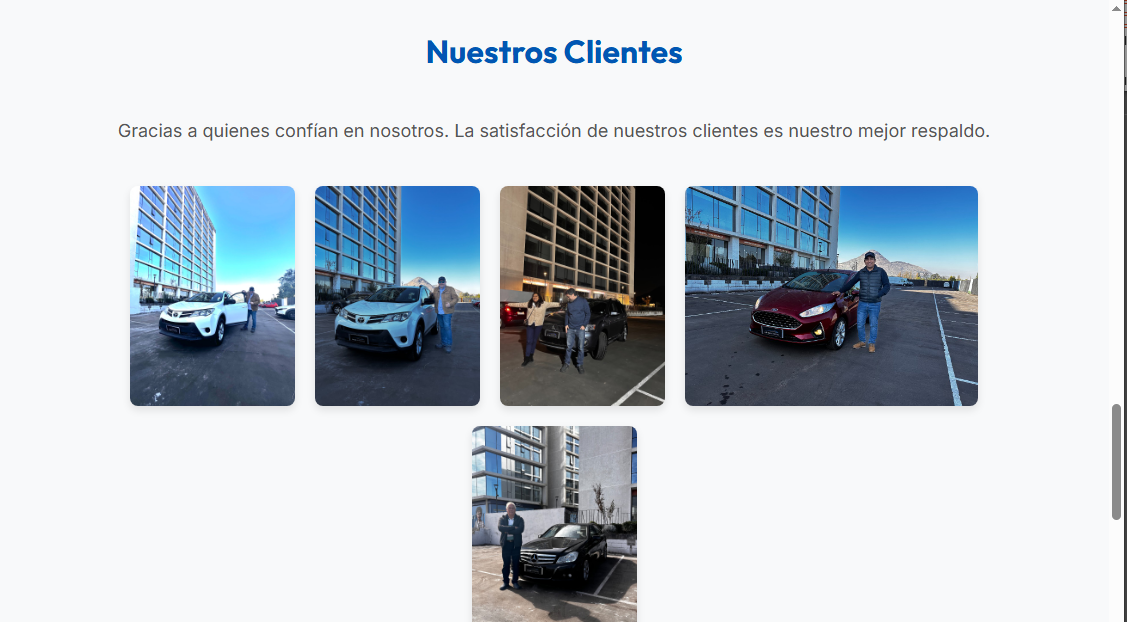 Nuestros Clientes
Gracias a quienes confían en nosotros. La satisfacción de nuestros clientes es nuestro mejor respaldo.